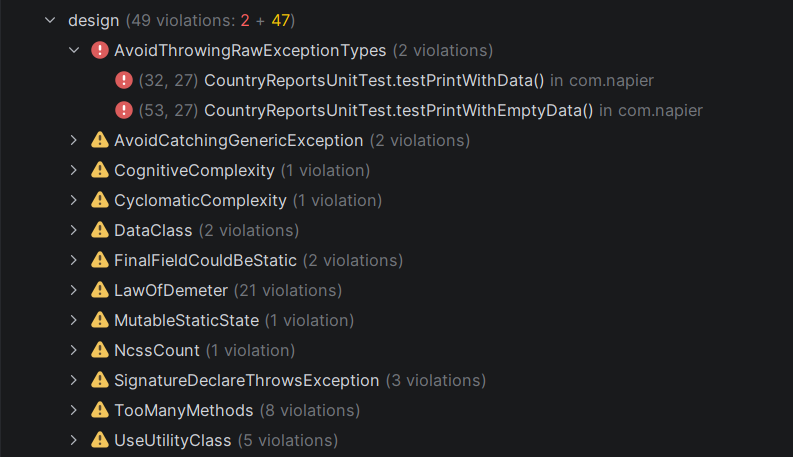 design (49 violations: 2 + 47)
AvoidThrowingRawExceptionTypes (2 violations)
(32, 27) CountryReportsUnitTest.testPrintWithData() in com.napier
(53, 27) CountryReportsUnitTest.testPrintWithEmptyData() in com.napier
AvoidCatchingGenericException (2 violations)
CognitiveComplexity (1 violation)
CyclomaticComplexity (1 violation)
DataClass (2 violations)
FinalFieldCouldBeStatic (2 violations)
LawOfDemeter (21 violations)
MutableStaticState (1 violation)
NcssCount (1 violation)
SignatureDeclareThrowsException (3 violations)
TooManyMethods (8 violations)
UseUtilityClass (5 violations)